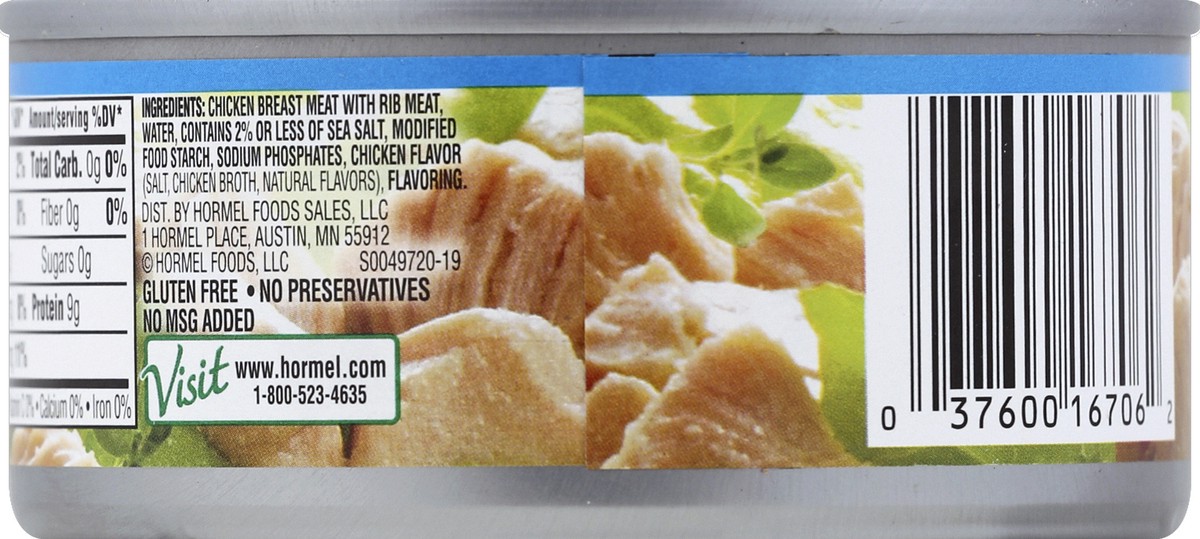 Amount/serving %DV*
Total Carb. 0g 0%
Fiber 0g 0%
Sugars 0g
8% Protein 9g
11%
Calcium 0% • Iron 0%
INGREDIENTS: CHICKEN BREAST MEAT WITH RIB MEAT,
WATER, CONTAINS 2% OR LESS OF SEA SALT, MODIFIED
FOOD STARCH, SODIUM PHOSPHATES, CHICKEN FLAVOR
(SALT, CHICKEN BROTH, NATURAL FLAVORS), FLAVORING.
DIST. BY HORMEL FOODS SALES, LLC
1 HORMEL PLACE, AUSTIN, MN 55912
© HORMEL FOODS, LLC S0049720-19
GLUTEN FREE • NO PRESERVATIVES
NO MSG ADDED
Visit www.hormel.com
1-800-523-4635
0 37600 16706 2